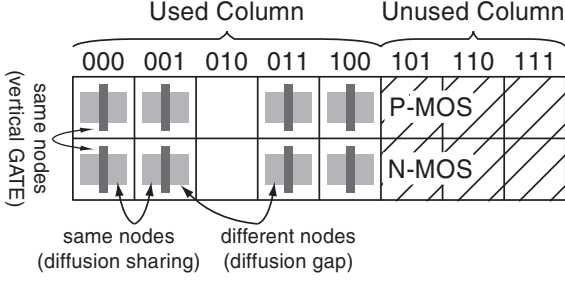 Used Column Unused Column
000 001 010 011 100 101 110 111
same nodes
(vertical GATE)
P-MOS
N-MOS
same nodes
(diffusion sharing)
different nodes
(diffusion gap)